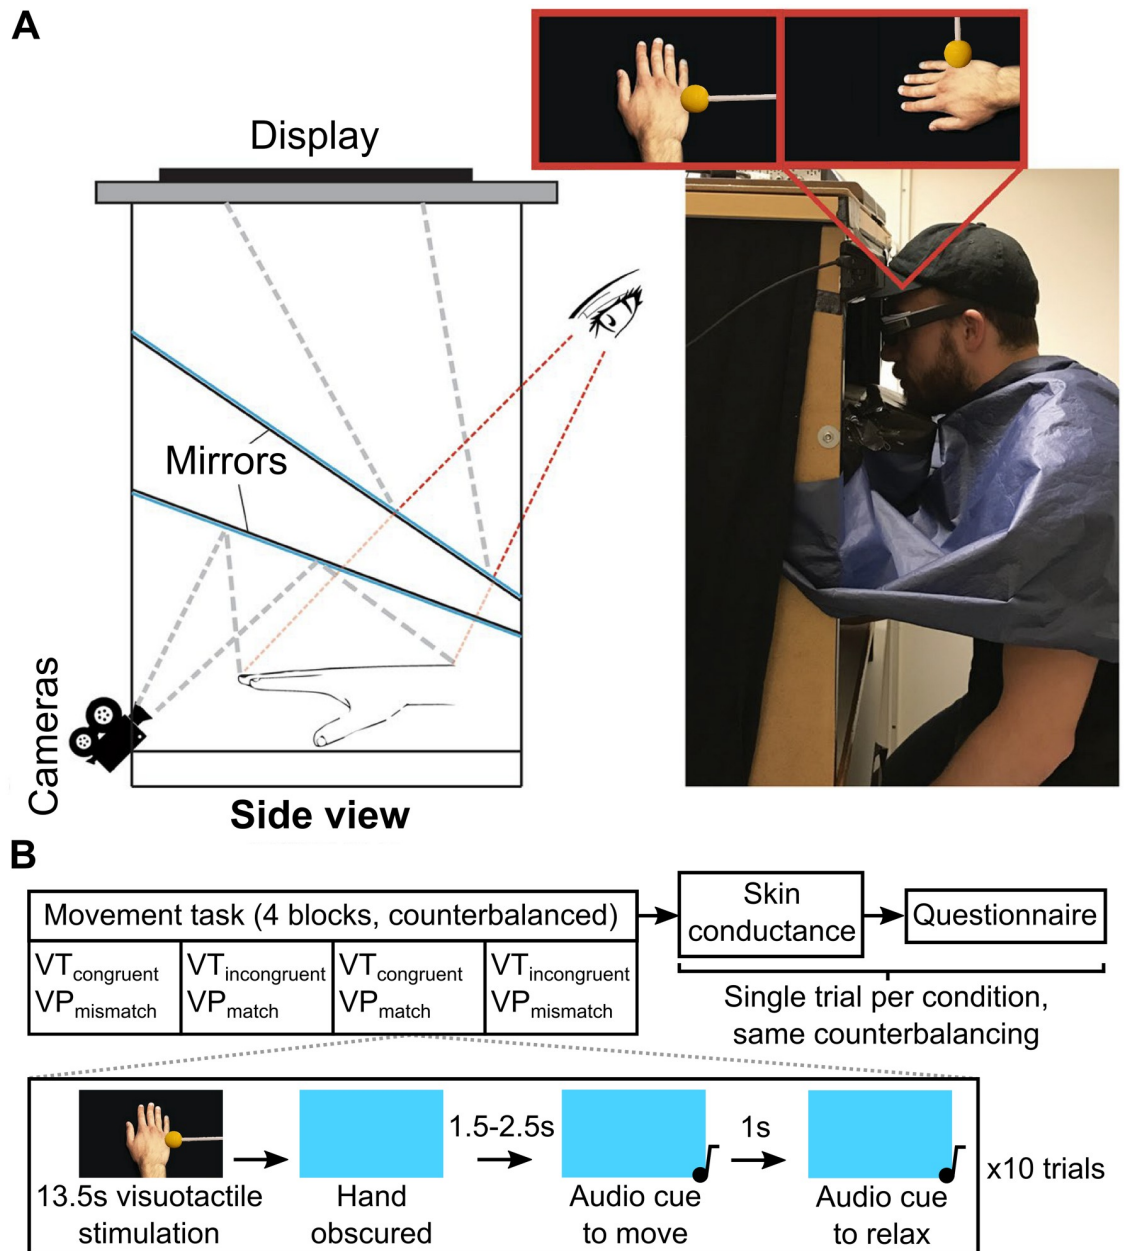 A
Display
Mirrors
Cameras
Side view
B
Movement task (4 blocks, counterbalanced)
Skin
conductance
Questionnaire
VTcongruent
VPmismatch
VTincongruent
VPmatch
VTcongruent
VPmatch
VTincongruent
VPmismatch
Single trial per condition,
same counterbalancing
13.5s visuotactile
stimulation
Hand
obscured
1.5-2.5s
Audio cue
to move
1s
Audio cue
to relax
x10 trials